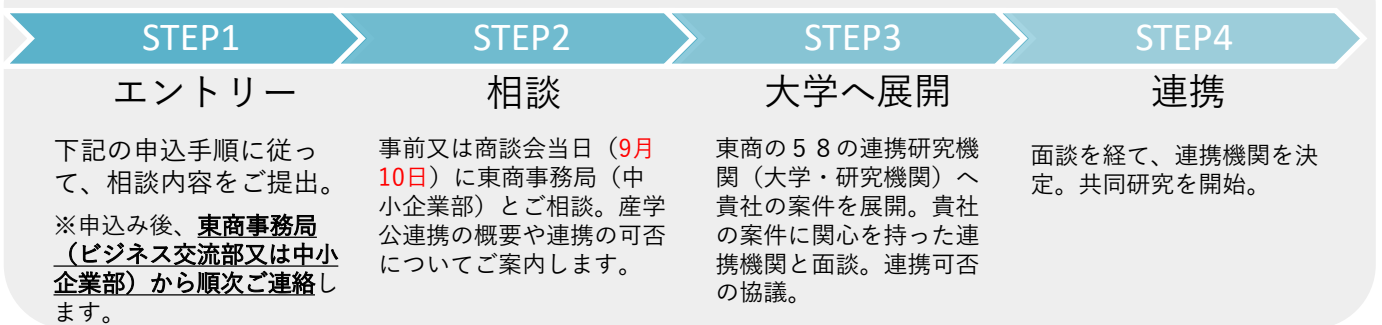 STEP1
エントリー
下記の申込手順に従っ
て、相談内容をご提出。
※申込み後、東商事務局
（ビジネス交流部又は中小
企業部）から順次ご連絡し
ます。
STEP2
相談
事前又は商談会当日（9月
10日）に東商事務局（中
小企業部）とご相談。産学
公連携の概要や連携の可否
についてご案内します。
STEP3
大学へ展開
東商の５８の連携研究機
関（大学・研究機関）へ
貴社の案件を展開。貴社
の案件に関心を持った連
携機関と面談。連携可否
の協議。
STEP4
連携
面談を経て、連携機関を決
定。共同研究を開始。